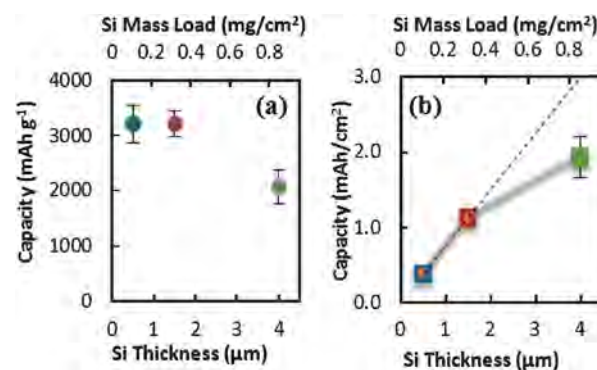 Si Mass Load (mg/cm²)
0 0.2 0.4 0.6 0.8
4000
3000
2000
1000
0
Capacity (mAh g⁻¹)
(a)
0 1 2 3 4
Si Thickness (μm)
Si Mass Load (mg/cm²)
0 0.2 0.4 0.6 0.8
3.0
2.0
1.0
0.0
Capacity (mAh/cm²)
(b)
0 1 2 3 4
Si Thickness (μm)